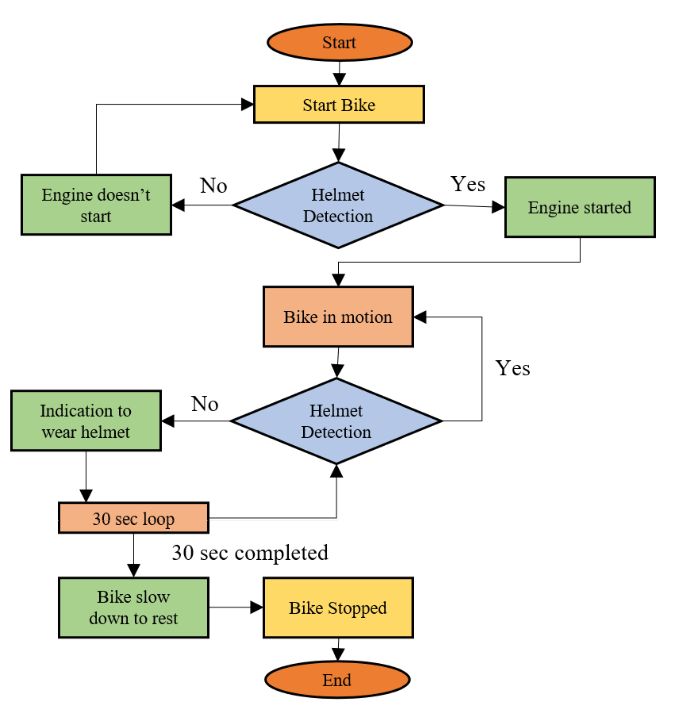 Start
Start Bike
Helmet
Detection
No
Yes
Engine doesn't
start
Engine started
Bike in motion
Yes
Helmet
Detection
No
Indication to
wear helmet
30 sec loop
30 sec completed
Bike slow
down to rest
Bike Stopped
End